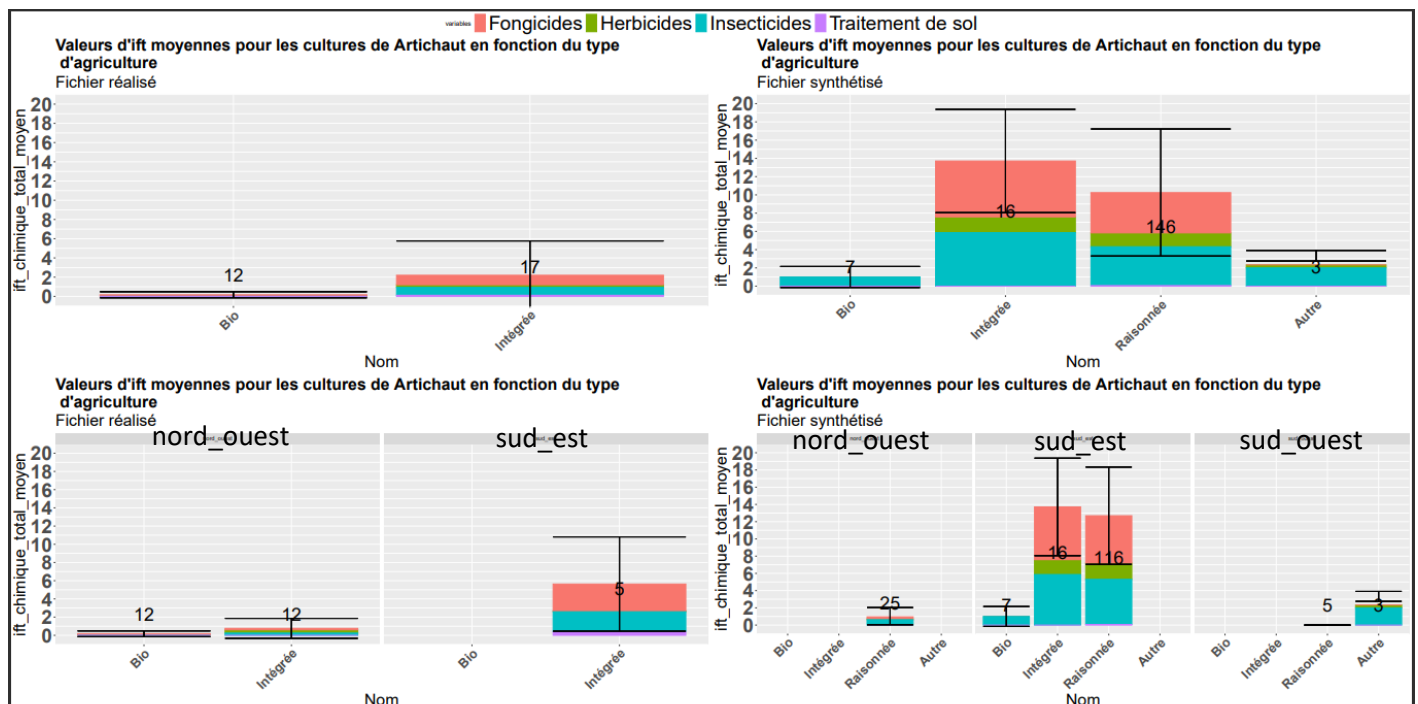 variables Fongicides Herbicides Insecticides Traitement de sol
Valeurs d'ift moyennes pour les cultures de Artichaut en fonction du type
d'agriculture
Fichier réalisé
ift_chimique_total_moyen
20
18
16
14
12
10
8
6
4
2
0
12
17
Bio
Intégrée
Nom
Valeurs d'ift moyennes pour les cultures de Artichaut en fonction du type
d'agriculture
Fichier synthétisé
ift_chimique_total_moyen
20
18
16
14
12
10
8
6
4
2
0
7
16
146
3
Bio
Intégrée
Raisonnée
Autre
Nom
Valeurs d'ift moyennes pour les cultures de Artichaut en fonction du type
d'agriculture
Fichier réalisé
nord_ouest
sud_est
ift_chimique_total_moyen
20
18
16
14
12
10
8
6
4
2
0
12
12
5
Bio
Intégrée
Bio
Intégrée
Nom
Valeurs d'ift moyennes pour les cultures de Artichaut en fonction du type
d'agriculture
Fichier synthétisé
nord_ouest
sud_est
sud_ouest
ift_chimique_total_moyen
20
18
16
14
12
10
8
6
4
2
0
25
7
16
116
5
3
Bio
Intégrée
Raisonnée
Autre
Bio
Intégrée
Raisonnée
Autre
Bio
Intégrée
Raisonnée
Autre
Nom